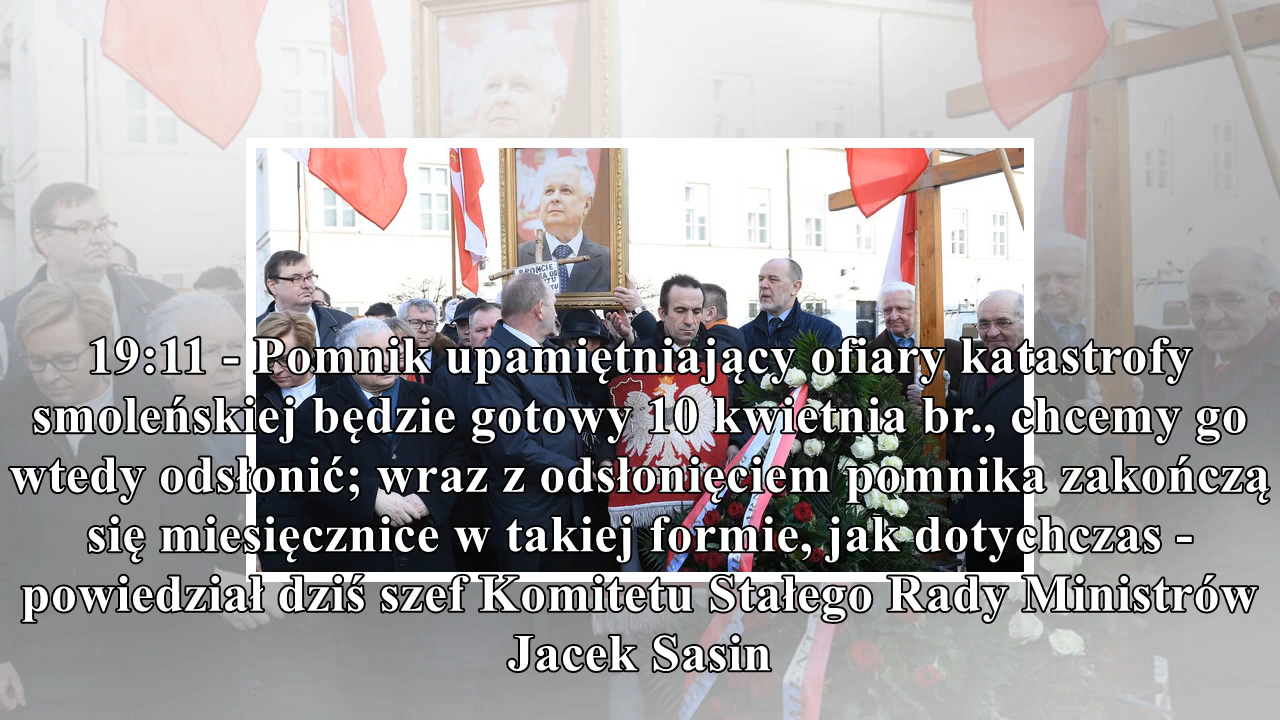 BROŃCIE
19:11 - Pomnik upamiętniający ofiary katastrofy
smoleńskiej będzie gotowy 10 kwietnia br., chcemy go
wtedy odsłonić; wraz z odsłonięciem pomnika zakończą
się miesięcznice w takiej formie, jak dotychczas -
powiedział dziś szef Komitetu Stałego Rady Ministrów
Jacek Sasin